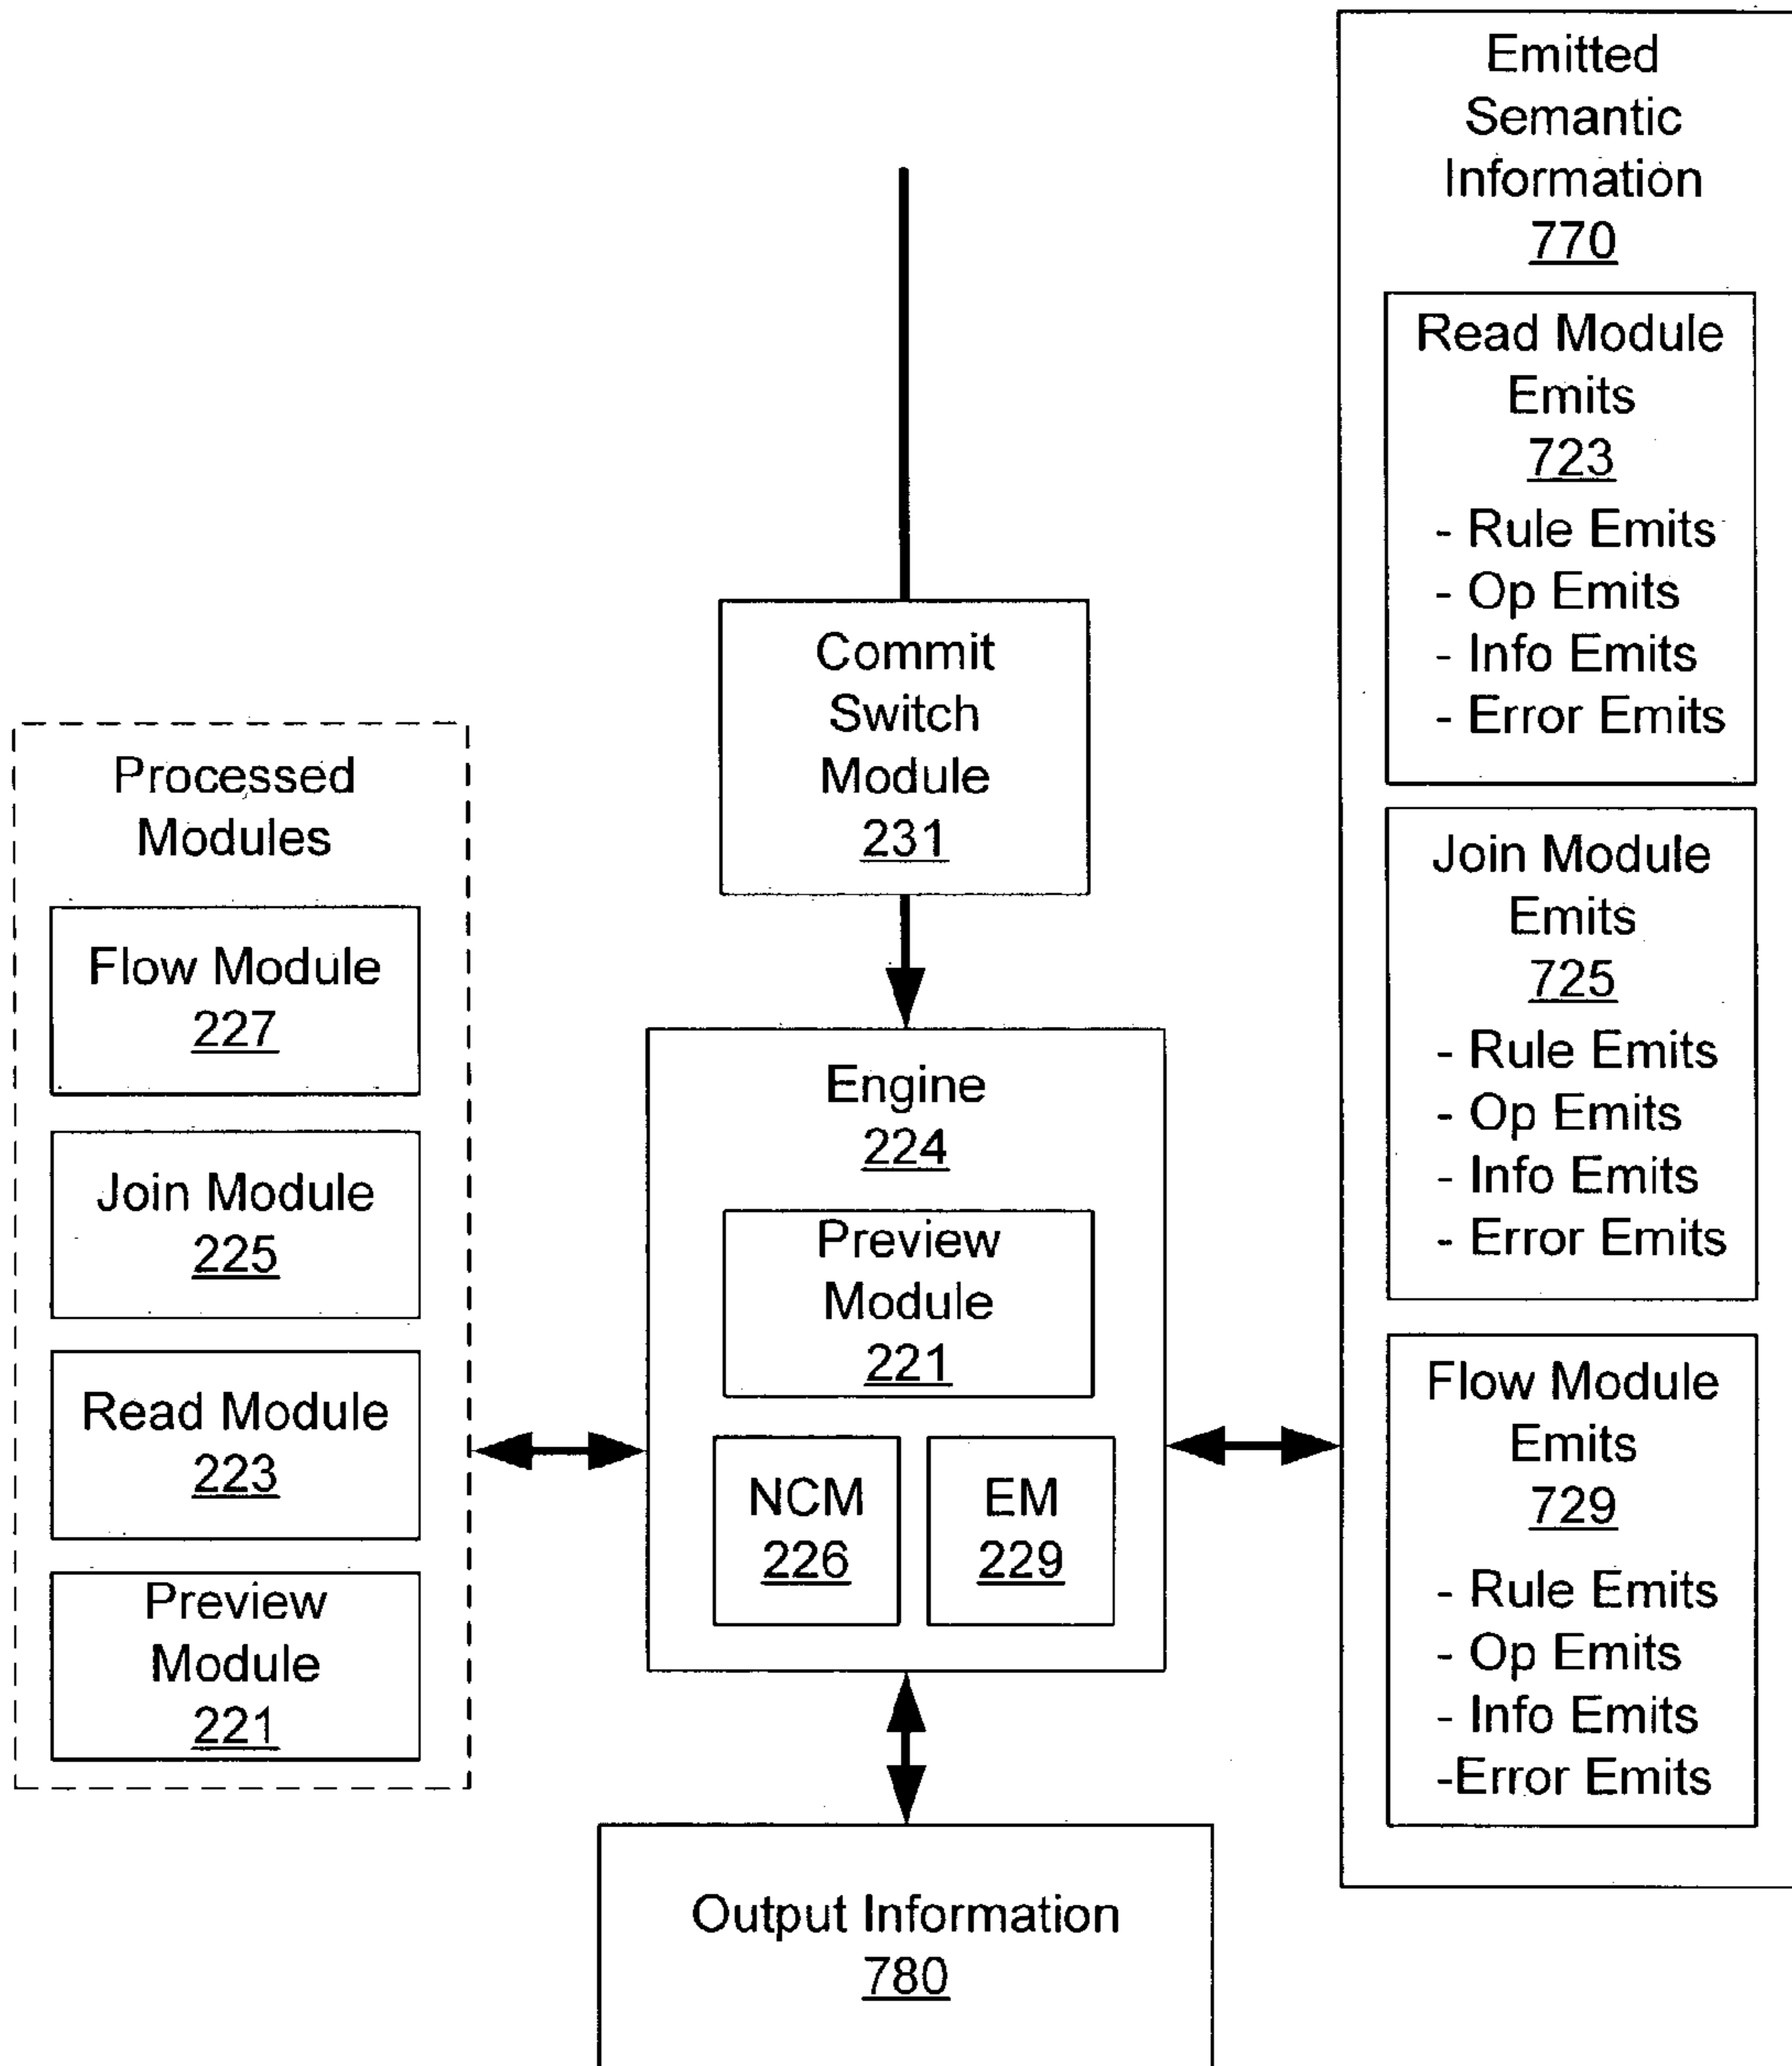 Processed
Modules
Flow Module
227
Join Module
225
Read Module
223
Preview
Module
221
Commit
Switch
Module
231
Engine
224
Preview
Module
221
NCM
226
EM
229
Output Information
780
Emitted
Semantic
Information
770
Read Module
Emits
723
- Rule Emits
- Op Emits
- Info Emits
- Error Emits
Join Module
Emits
725
- Rule Emits
- Op Emits
- Info Emits
- Error Emits
Flow Module
Emits
729
- Rule Emits
- Op Emits
- Info Emits
-Error Emits